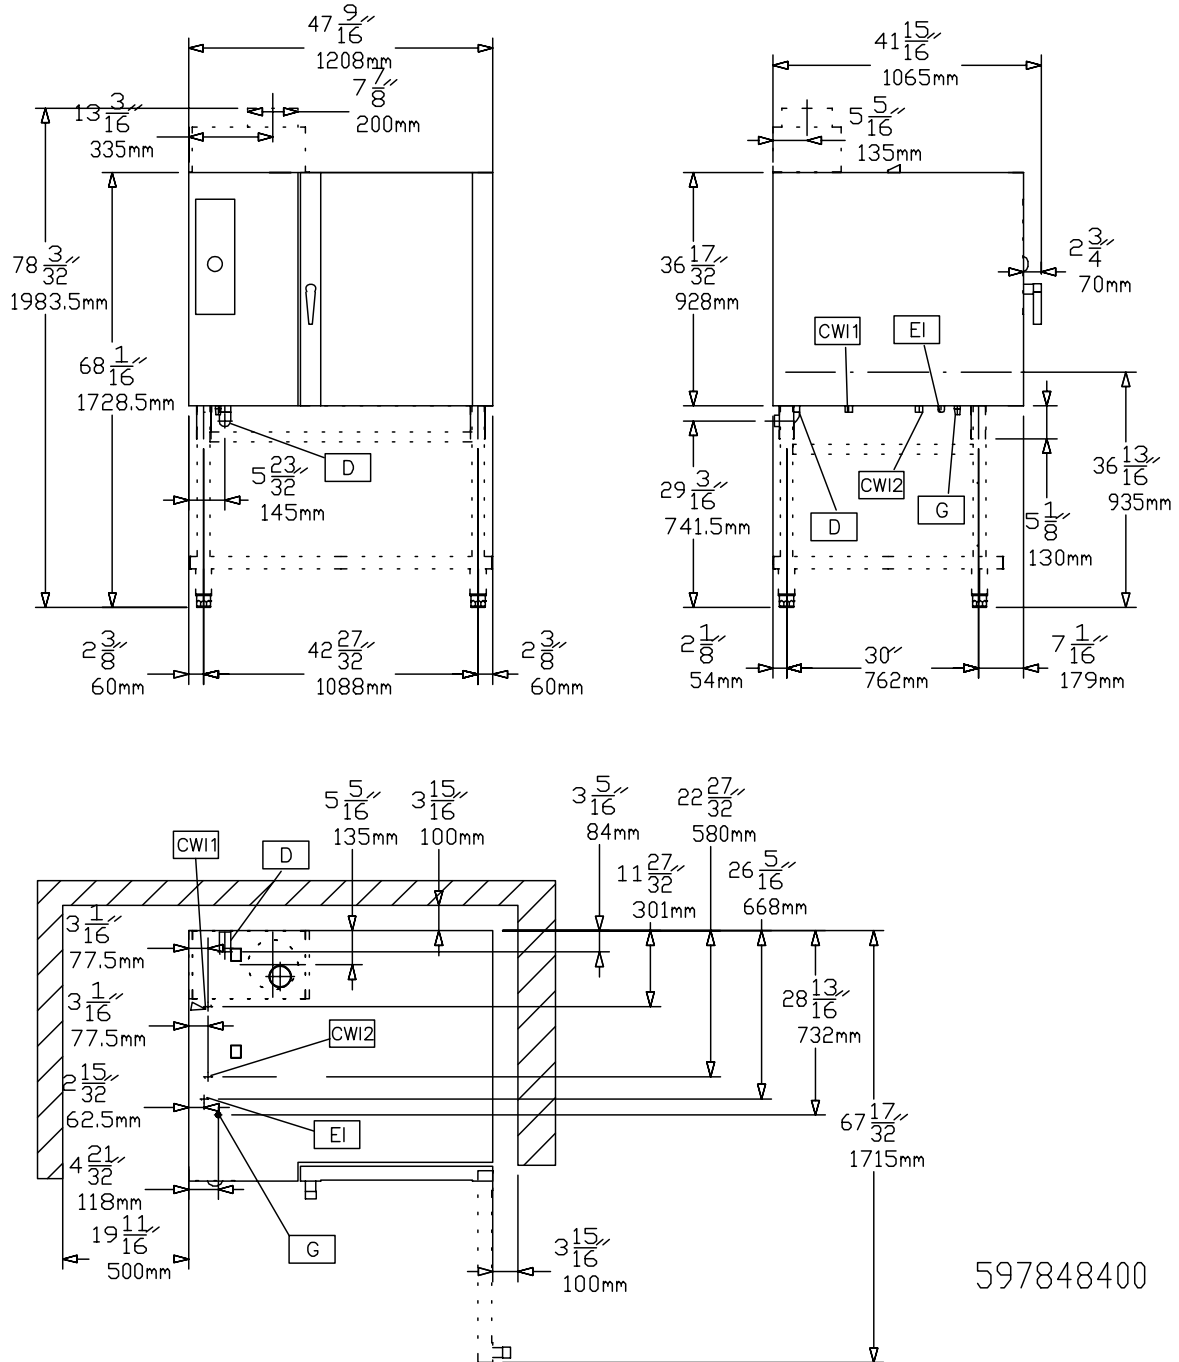 47 9/16"
1208mm
7 7/8"
200mm
13 3/16"
335mm
78 3/32"
1983.5mm
68 1/16"
1728.5mm
D
5 23/32"
145mm
2 3/8"
60mm
42 27/32"
1088mm
2 3/8"
60mm
41 15/16"
1065mm
5 5/16"
135mm
36 17/32"
928mm
2 3/4"
70mm
CWI1
EI
29 3/16"
741.5mm
CWI2
G
D
36 13/16"
935mm
5 1/8"
130mm
2 1/8"
54mm
30"
762mm
7 1/16"
179mm
5 5/16"
135mm
3 15/16"
100mm
3 5/16"
84mm
22 27/32"
580mm
CWI1
D
11 27/32"
301mm
26 5/16"
668mm
3 1/16"
77.5mm
3 1/16"
77.5mm
28 13/16"
732mm
CWI2
2 15/32"
62.5mm
EI
67 17/32"
1715mm
4 21/32"
118mm
19 11/16"
500mm
G
3 15/16"
100mm
597848400